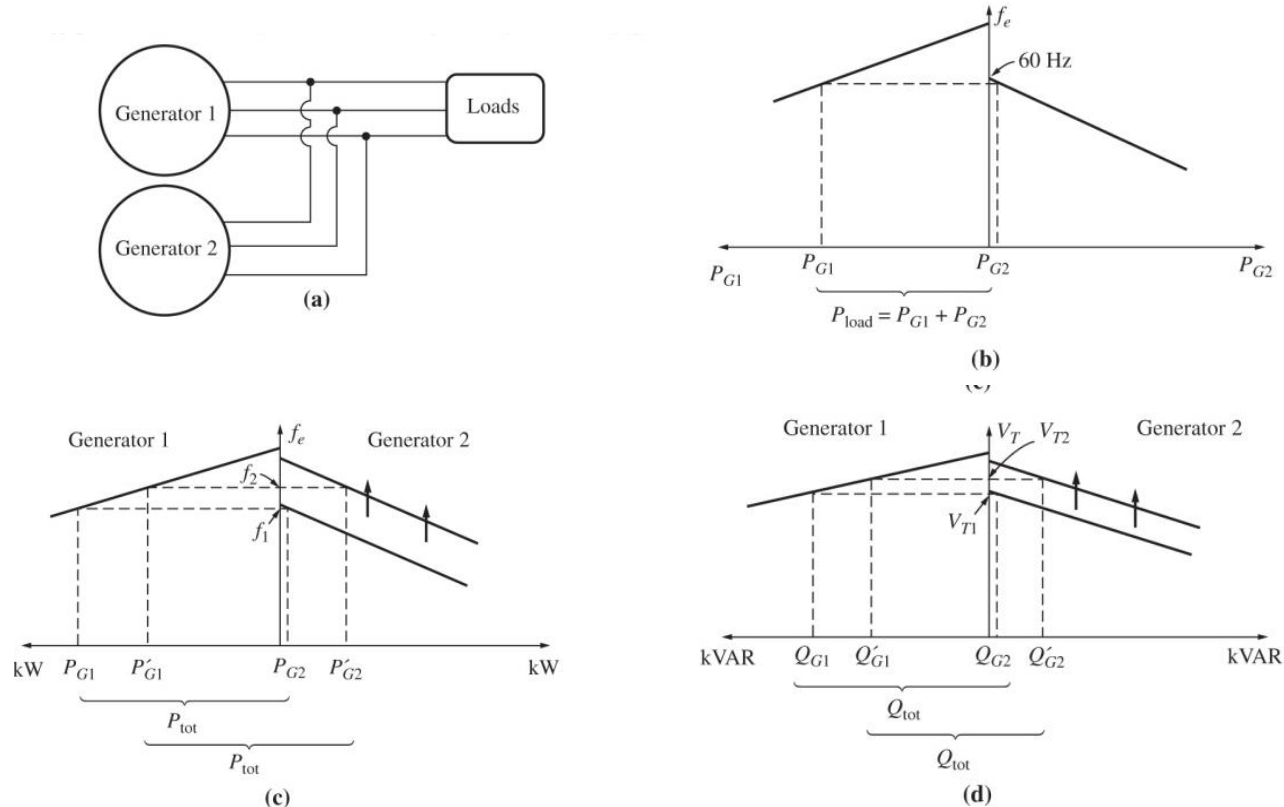 Generator 1
Loads
Generator 2
(a)
f_e
60 Hz
P_G1
P_G1
P_G2
P_G2
P_load = P_G1 + P_G2
(b)
Generator 1
f_e
Generator 2
f_2
f_1
kW
P_G1
P'_G1
P_G2
P'_G2
kW
P_tot
P_tot
(c)
Generator 1
V_T
V_T2
Generator 2
V_T1
kVAR
Q_G1
Q'_G1
Q_G2
Q'_G2
kVAR
Q_tot
Q_tot
(d)